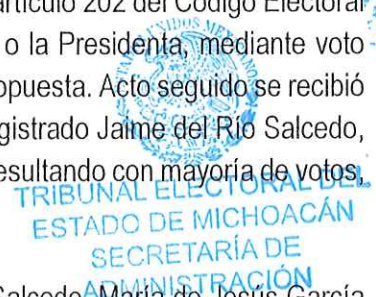 artículo 202 del Código Electoral
o la Presidenta, mediante voto
opuesta. Acto seguido se recibió
gistrado Jaime del Río Salcedo,
esultando con mayoría de votos,
TRIBUNAL ELECTORAL DEL
ESTADO DE MICHOACÁN
SECRETARÍA DE
ADMINISTRACIÓN
Salcedo, María de Jesús García